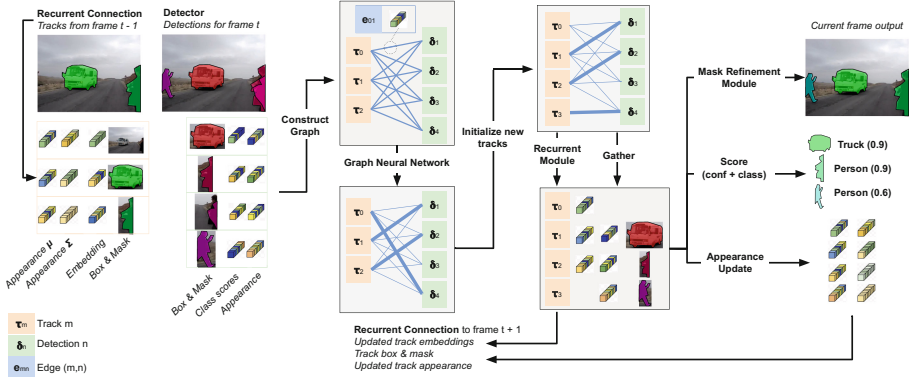 Recurrent Connection
Tracks from frame t - 1
Detector
Detections for frame t
Appearance μ
Appearance Σ
Embedding
Box & Mask
Box & Mask
Class scores
Appearance
τm Track m
δn Detection n
emn Edge (m,n)
Construct
Graph
e01
τ0
τ1
τ2
δ1
δ2
δ3
δ4
Graph Neural Network
τ0
τ1
τ2
δ1
δ2
δ3
δ4
Initialize new
tracks
τ0
τ1
τ2
τ3
δ1
δ2
δ3
δ4
Recurrent
Module
Gather
τ0
τ1
τ2
τ3
Recurrent Connection to frame t + 1
Updated track embeddings
Track box & mask
Updated track appearance
Mask Refinement
Module
Score
(conf + class)
Appearance
Update
Current frame output
Truck (0.9)
Person (0.9)
Person (0.6)